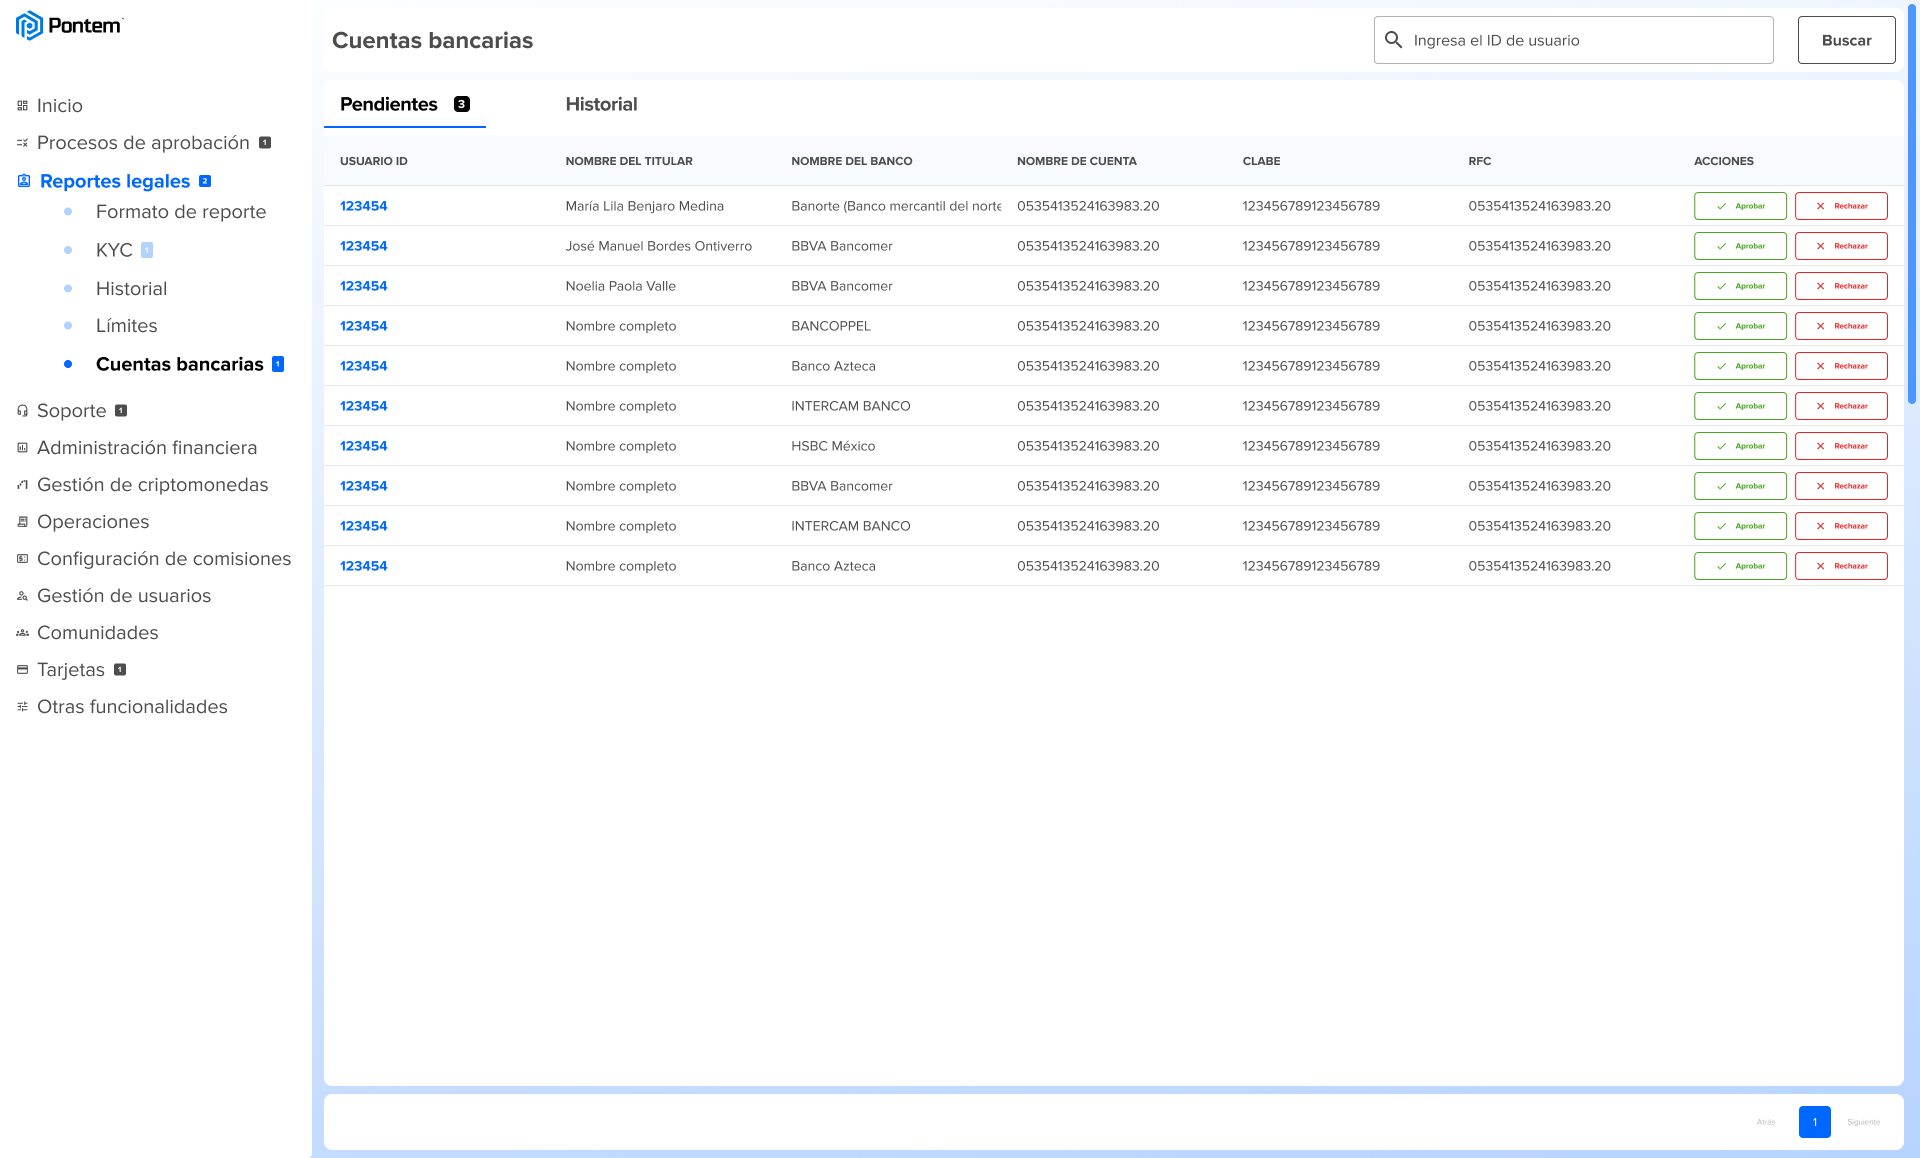 Pontem
Inicio
Procesos de aprobación 1
Reportes legales 2
Formato de reporte
KYC 1
Historial
Límites
Cuentas bancarias 1
Soporte 1
Administración financiera
Gestión de criptomonedas
Operaciones
Configuración de comisiones
Gestión de usuarios
Comunidades
Tarjetas 1
Otras funcionalidades
Cuentas bancarias
Ingresa el ID de usuario
Buscar
Pendientes 3 Historial
USUARIO ID NOMBRE DEL TITULAR NOMBRE DEL BANCO NOMBRE DE CUENTA CLABE RFC ACCIONES
123454 María Lila Benjaro Medina Banorte (Banco mercantil del norte 0535413524163983.20 123456789123456789 0535413524163983.20 Aprobar Rechazar
123454 José Manuel Bordes Ontiverro BBVA Bancomer 0535413524163983.20 123456789123456789 0535413524163983.20 Aprobar Rechazar
123454 Noelia Paola Valle BBVA Bancomer 0535413524163983.20 123456789123456789 0535413524163983.20 Aprobar Rechazar
123454 Nombre completo BANCOPPEL 0535413524163983.20 123456789123456789 0535413524163983.20 Aprobar Rechazar
123454 Nombre completo Banco Azteca 0535413524163983.20 123456789123456789 0535413524163983.20 Aprobar Rechazar
123454 Nombre completo INTERCAM BANCO 0535413524163983.20 123456789123456789 0535413524163983.20 Aprobar Rechazar
123454 Nombre completo HSBC México 0535413524163983.20 123456789123456789 0535413524163983.20 Aprobar Rechazar
123454 Nombre completo BBVA Bancomer 0535413524163983.20 123456789123456789 0535413524163983.20 Aprobar Rechazar
123454 Nombre completo INTERCAM BANCO 0535413524163983.20 123456789123456789 0535413524163983.20 Aprobar Rechazar
123454 Nombre completo Banco Azteca 0535413524163983.20 123456789123456789 0535413524163983.20 Aprobar Rechazar
Atrás 1 Siguiente